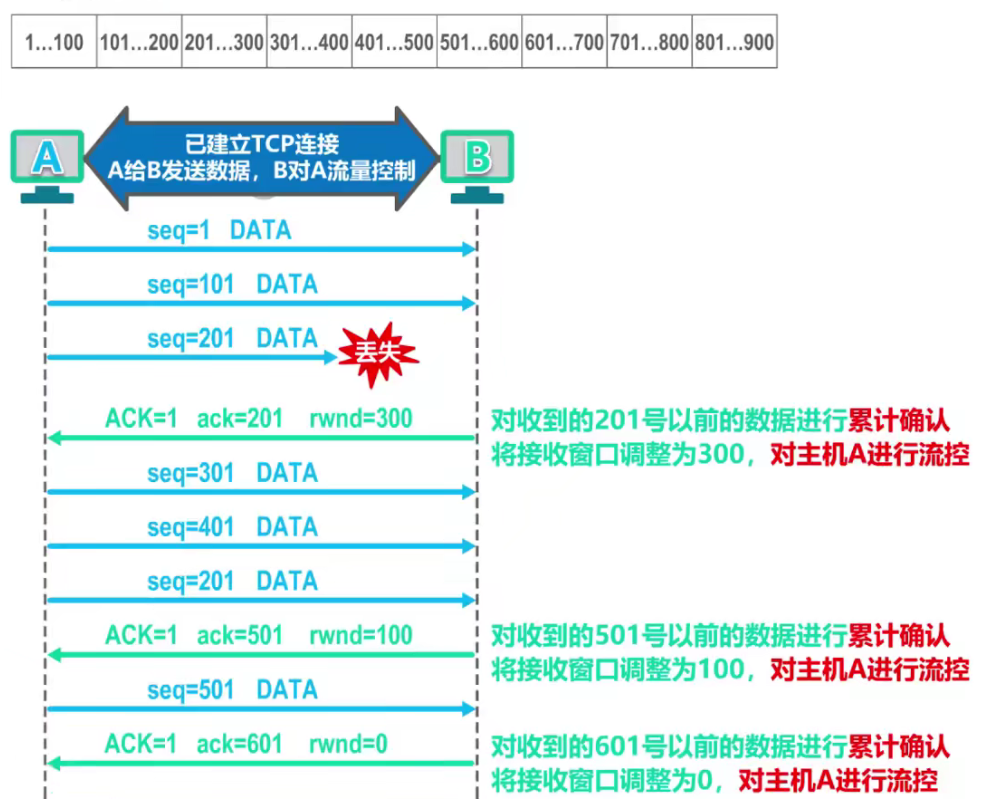 1...100 101...200 201...300 301...400 401...500 501...600 601...700 701...800 801...900
已建立TCP连接
A给B发送数据，B对A流量控制
A
B
seq=1 DATA
seq=101 DATA
seq=201 DATA
丢失
ACK=1 ack=201 rwnd=300
对收到的201号以前的数据进行累计确认
将接收窗口调整为300，对主机A进行流控
seq=301 DATA
seq=401 DATA
seq=201 DATA
ACK=1 ack=501 rwnd=100
对收到的501号以前的数据进行累计确认
将接收窗口调整为100，对主机A进行流控
seq=501 DATA
ACK=1 ack=601 rwnd=0
对收到的601号以前的数据进行累计确认
将接收窗口调整为0，对主机A进行流控